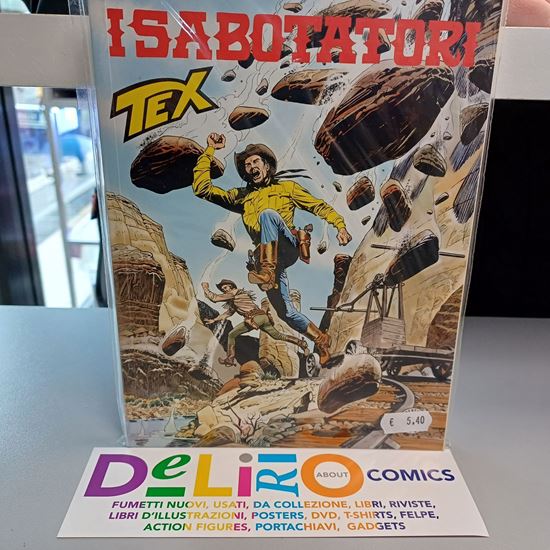 I SABOTATORI
TEX
€ 5,40
DeLiRiO ABOUT COMICS
FUMETTI NUOVI, USATI, DA COLLEZIONE, LIBRI, RIVISTE,
LIBRI D'ILLUSTRAZIONI, POSTERS, DVD, T-SHIRTS, FELPE,
ACTION FIGURES, PORTACHIAVI, GADGETS